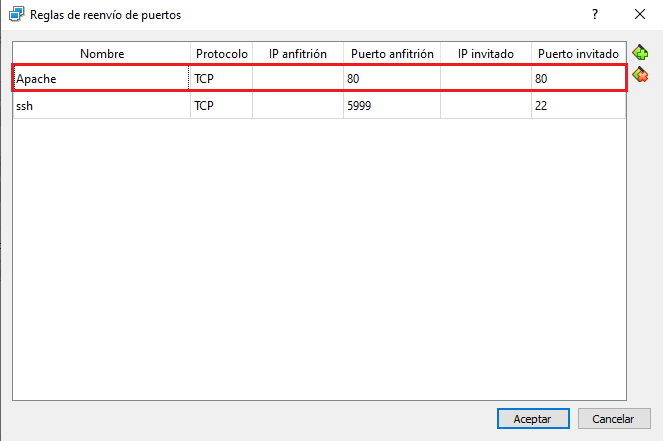 Reglas de reenvío de puertos
Nombre Protocolo IP anfitrión Puerto anfitrión IP invitado Puerto invitado
Apache TCP 80 80
ssh TCP 5999 22
Aceptar Cancelar